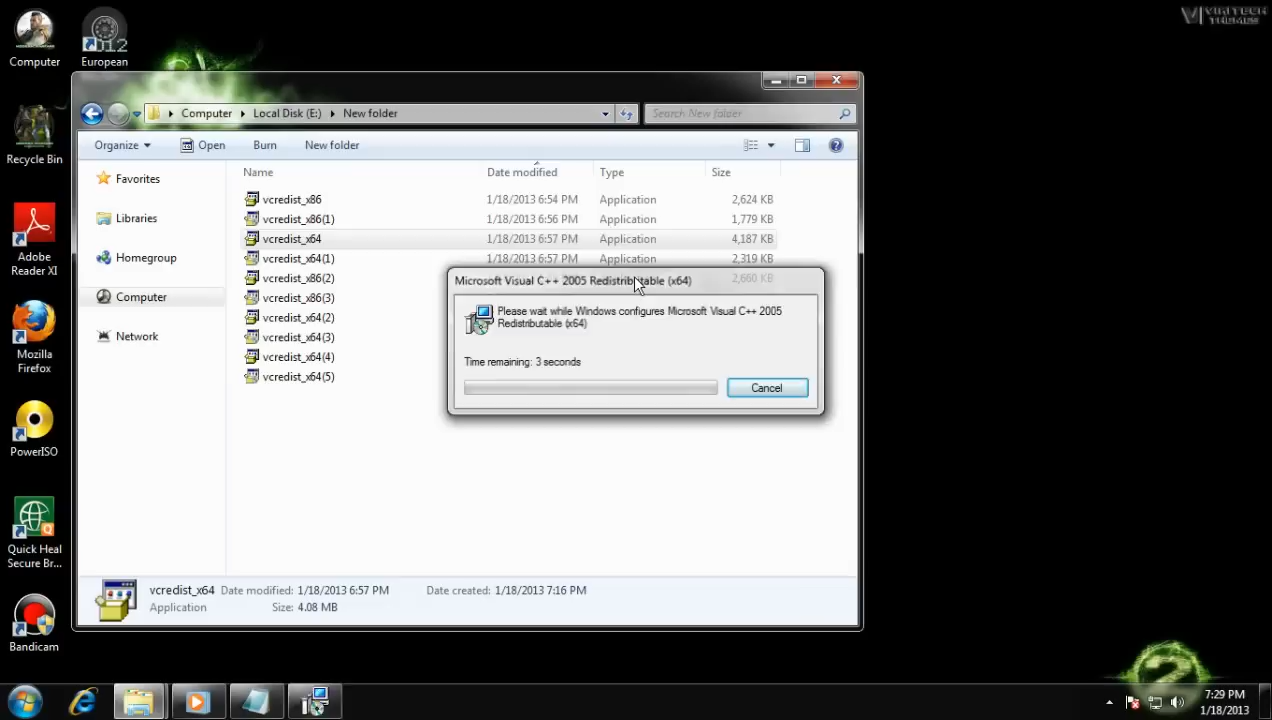 VIRITECH
THEMES
Computer
European
Recycle Bin
Adobe
Reader XI
Mozilla
Firefox
PowerISO
Quick Heal
Secure Br...
Bandicam
Computer
Local Disk (E:)
New folder
Search New folder
Organize
Open
Burn
New folder
Favorites
Libraries
Homegroup
Computer
Network
Name Date modified Type Size
vcredist_x86 1/18/2013 6:54 PM Application 2,624 KB
vcredist_x86(1) 1/18/2013 6:56 PM Application 1,779 KB
vcredist_x64 1/18/2013 6:57 PM Application 4,187 KB
vcredist_x64(1) 1/18/2013 6:57 PM Application 2,319 KB
vcredist_x86(2) 2,660 KB
vcredist_x86(3)
vcredist_x64(2)
vcredist_x64(3)
vcredist_x64(4)
vcredist_x64(5)
Microsoft Visual C++ 2005 Redistributable (x64)
Please wait while Windows configures Microsoft Visual C++ 2005
Redistributable (x64)
Time remaining: 3 seconds
Cancel
vcredist_x64 Date modified: 1/18/2013 6:57 PM Date created: 1/18/2013 7:16 PM
Application Size: 4.08 MB
7:29 PM
1/18/2013